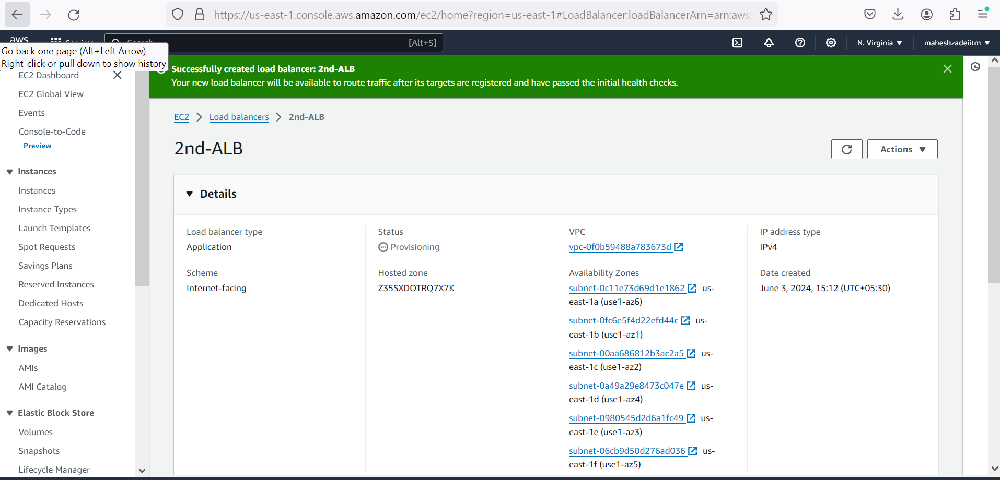 https://us-east-1.console.aws.amazon.com/ec2/home?region=us-east-1#LoadBalancer:loadBalancerArn=arn:aws:e
aws
Services
Search
[Alt+S]
N. Virginia
maheshzadeiitm
Go back one page (Alt+Left Arrow)
Right-click or pull down to show history
EC2 Dashboard
EC2 Global View
Events
Console-to-Code
Preview
Instances
Instances
Instance Types
Launch Templates
Spot Requests
Savings Plans
Reserved Instances
Dedicated Hosts
Capacity Reservations
Images
AMIs
AMI Catalog
Elastic Block Store
Volumes
Snapshots
Lifecycle Manager
Successfully created load balancer: 2nd-ALB
Your new load balancer will be available to route traffic after its targets are registered and have passed the initial health checks.
EC2
Load balancers
2nd-ALB
2nd-ALB
Actions
Details
Load balancer type
Application
Scheme
Internet-facing
Status
Provisioning
Hosted zone
Z35SXDOTRQ7X7K
VPC
vpc-0f0b59488a783673d
Availability Zones
subnet-0c11e73d69d1e1862 us-
east-1a (use1-az6)
subnet-0fc6e5f4d22efd44c us-
east-1b (use1-az1)
subnet-00aa686812b3ac2a5 us-
east-1c (use1-az2)
subnet-0a49a29e8473c047e us-
east-1d (use1-az4)
subnet-0980545d2d6a1fc49 us-
east-1e (use1-az3)
subnet-06cb9d50d276ad036 us-
east-1f (use1-az5)
IP address type
IPv4
Date created
June 3, 2024, 15:12 (UTC+05:30)